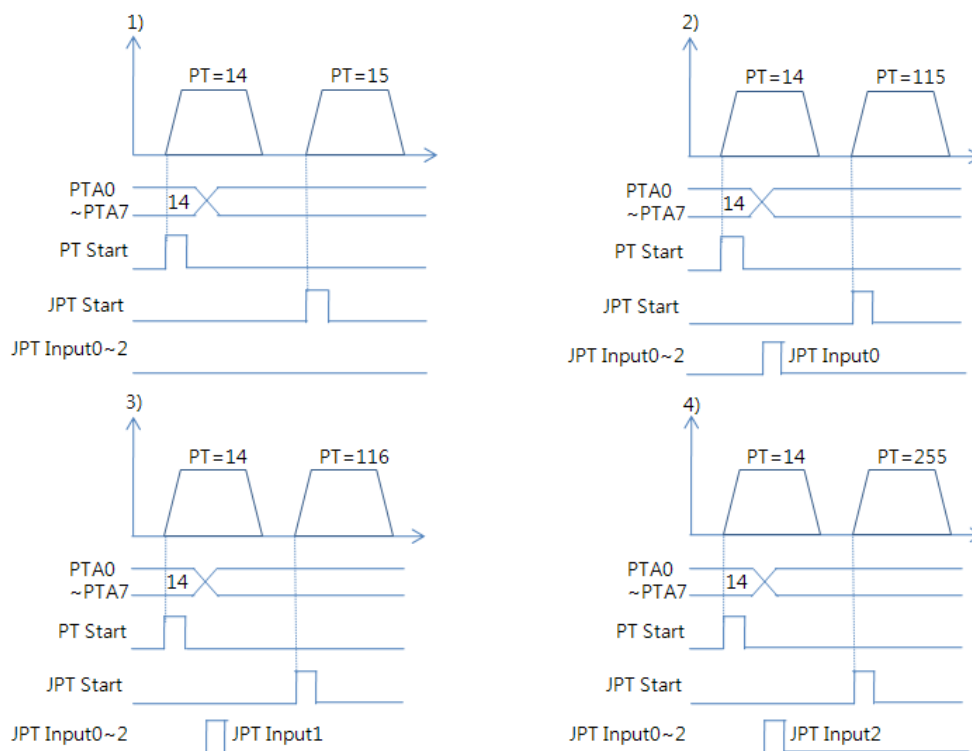 1)
PT=14 PT=15
PTA0
~PTA7
14
PT Start
JPT Start
JPT Input0~2
2)
PT=14 PT=115
PTA0
~PTA7
14
PT Start
JPT Start
JPT Input0~2 JPT Input0
3)
PT=14 PT=116
PTA0
~PTA7
14
PT Start
JPT Start
JPT Input0~2 JPT Input1
4)
PT=14 PT=255
PTA0
~PTA7
14
PT Start
JPT Start
JPT Input0~2 JPT Input2